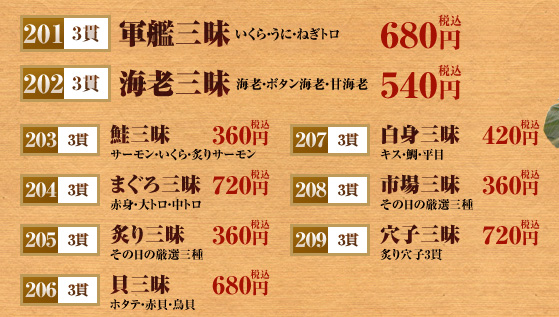 201 3貫 軍艦三昧 いくら・うに・ねぎトロ 税込 680円
202 3貫 海老三昧 海老・ボタン海老・甘海老 税込 540円
203 3貫 鮭三昧 税込 360円
サーモン・いくら・炙りサーモン
204 3貫 まぐろ三昧 税込 720円
赤身・大トロ・中トロ
205 3貫 炙り三昧 税込 360円
その日の厳選三種
206 3貫 貝三昧 税込 680円
ホタテ・赤貝・鳥貝
207 3貫 白身三昧 税込 420円
キス・鯛・平目
208 3貫 市場三昧 税込 360円
その日の厳選三種
209 3貫 穴子三昧 税込 720円
炙り穴子3貫